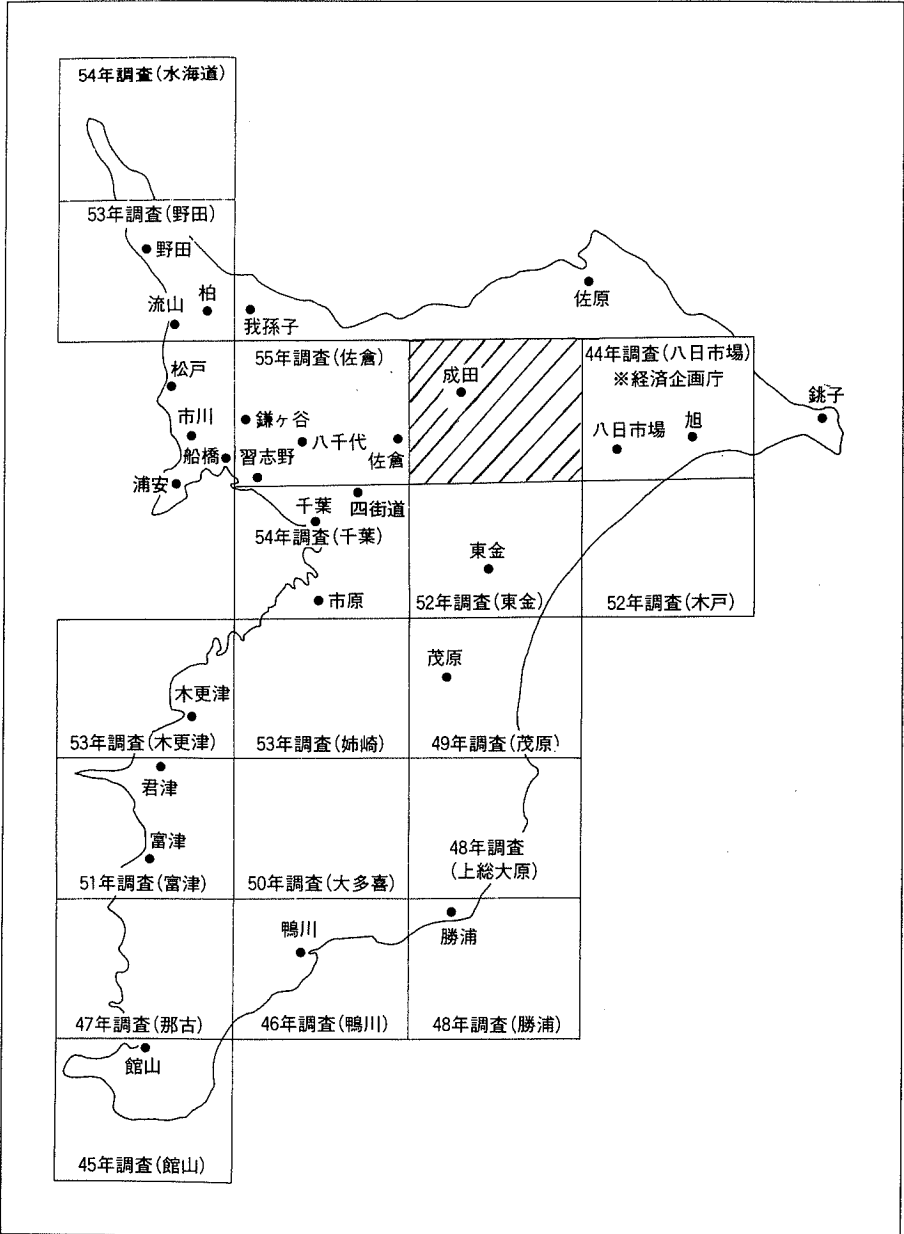 54年調査(水海道)
53年調査(野田)
野田
佐原
流山
柏
我孫子
55年調査(佐倉)
44年調査(八日市場)
※経済企画庁
成田
松戸
銚子
市川
鎌ヶ谷
八千代
佐倉
八日市場
旭
船橋
習志野
浦安
四街道
千葉
54年調査(千葉)
東金
市原
52年調査(東金)
52年調査(木戸)
茂原
木更津
53年調査(木更津)
53年調査(姉崎)
49年調査(茂原)
君津
富津
48年調査
(上総大原)
51年調査(富津)
50年調査(大多喜)
鴨川
勝浦
47年調査(那古)
46年調査(鴨川)
48年調査(勝浦)
館山
45年調査(館山)